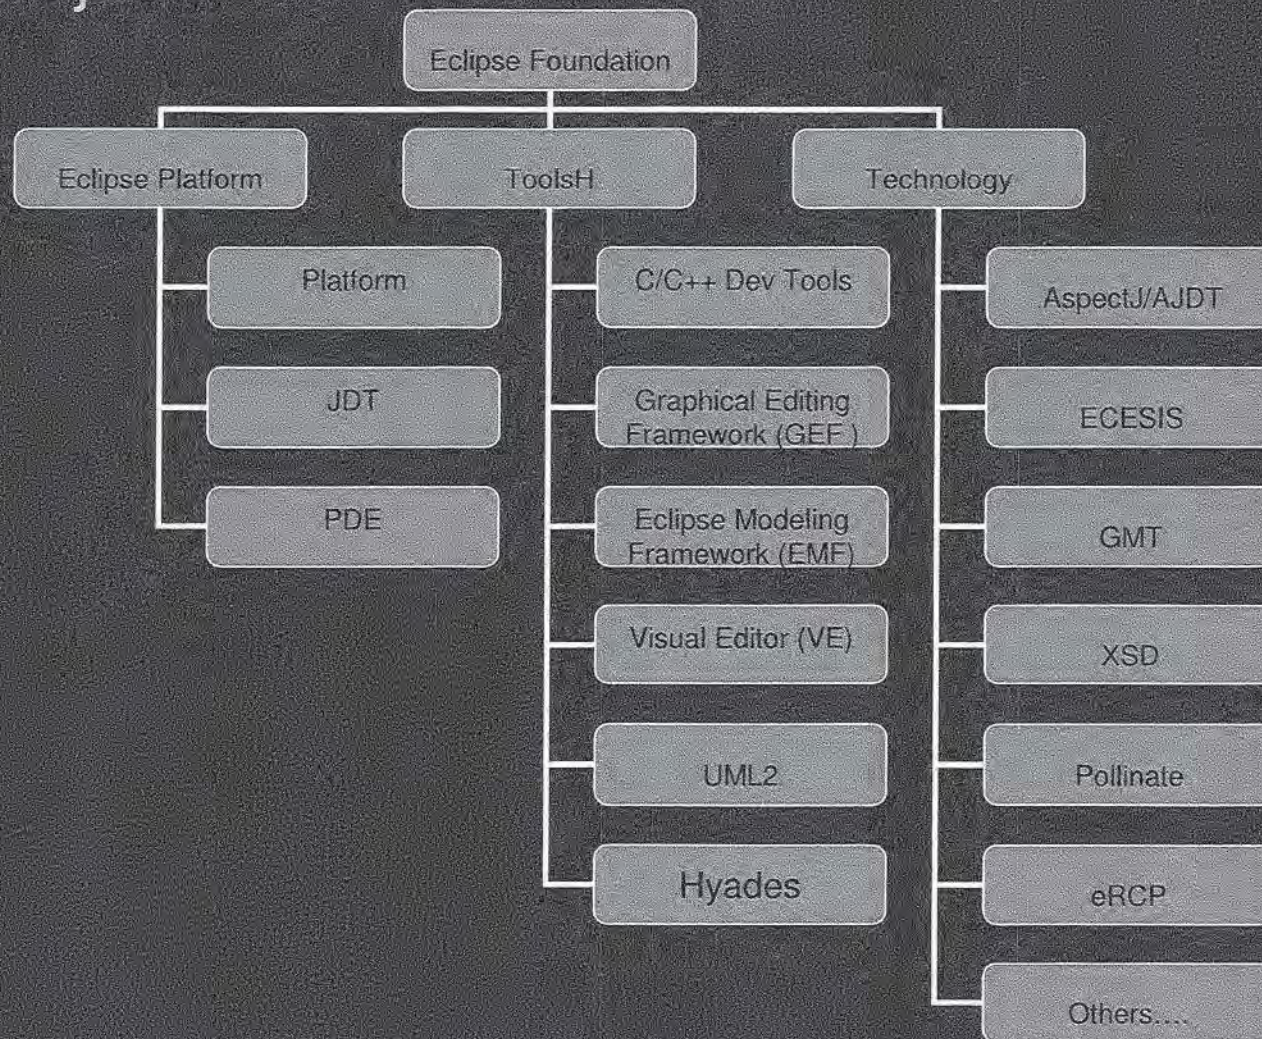 Eclipse Foundation
Eclipse Platform
ToolsH
Technology
Platform
JDT
PDE
C/C++ Dev Tools
Graphical Editing
Framework (GEF )
Eclipse Modeling
Framework (EMF)
Visual Editor (VE)
UML2
Hyades
AspectJ/AJDT
ECESIS
GMT
XSD
Pollinate
eRCP
Others....